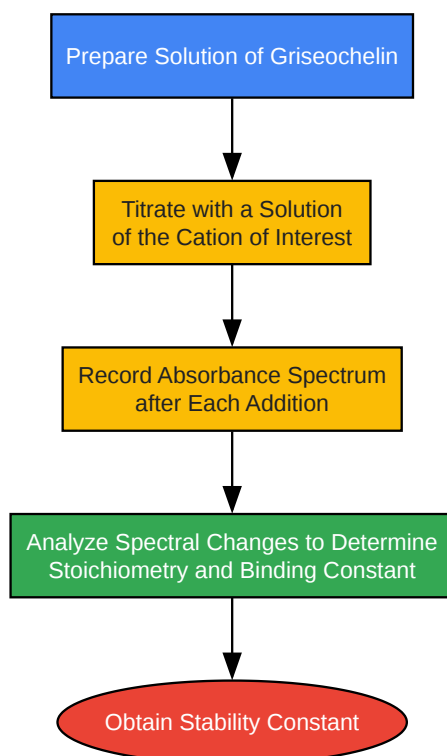 Prepare Solution of Griseochelin
Titrate with a Solution
of the Cation of Interest
Record Absorbance Spectrum
after Each Addition
Analyze Spectral Changes to Determine
Stoichiometry and Binding Constant
Obtain Stability Constant